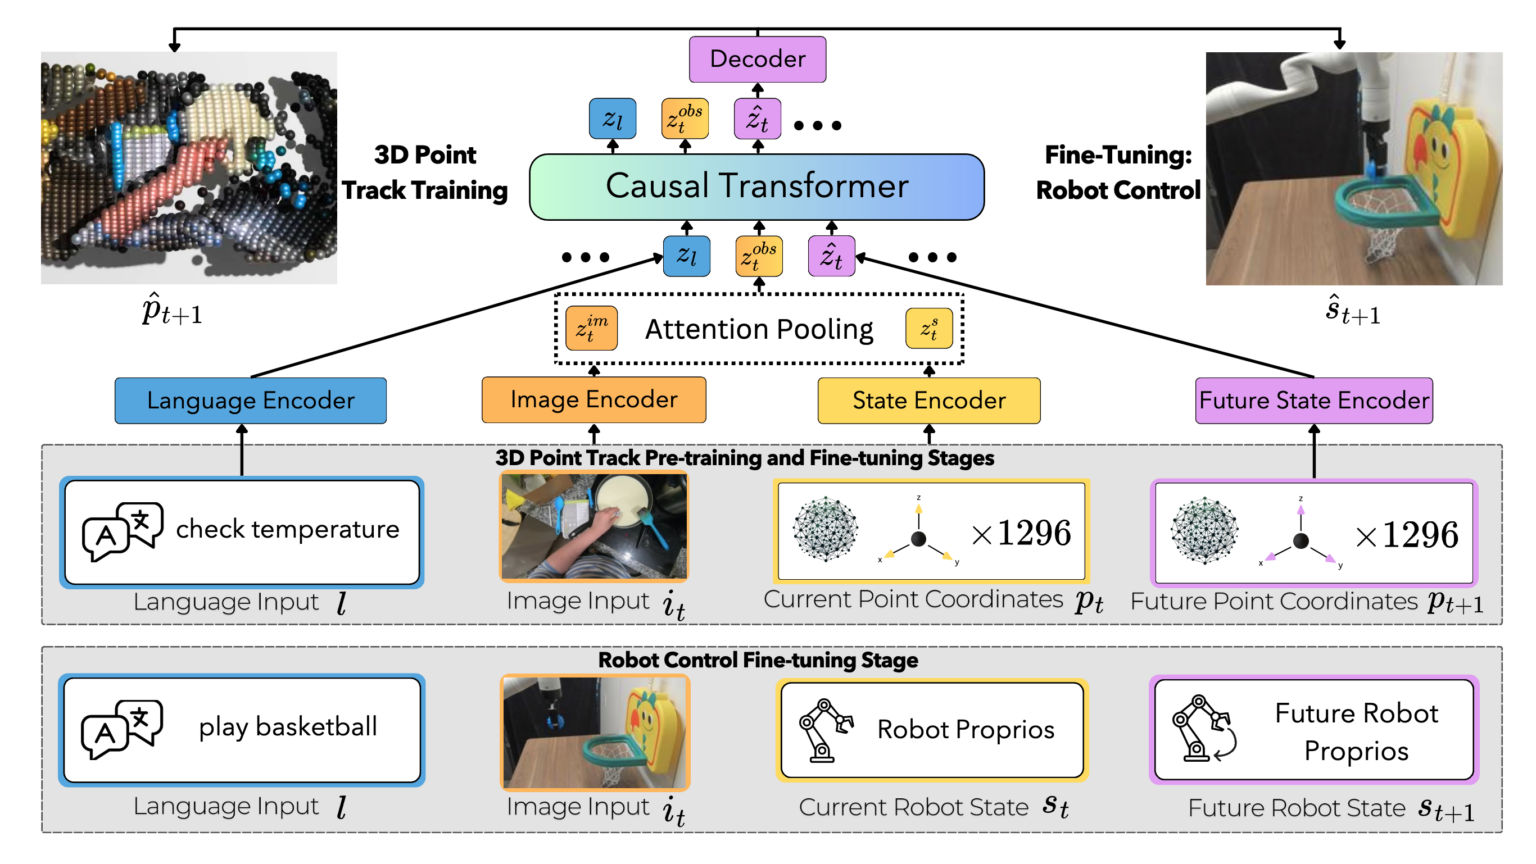 Decoder
z_l z_t^{obs} \hat{z}_t •••
3D Point
Track Training
Causal Transformer
Fine-Tuning:
Robot Control
••• z_l z_t^{obs} \hat{z}_t •••
\hat{p}_{t+1}
\hat{s}_{t+1}
z_t^{im} Attention Pooling z_t^s
Language Encoder
Image Encoder
State Encoder
Future State Encoder
3D Point Track Pre-training and Fine-tuning Stages
A 文 check temperature
z
x
y
×1296
z
x
y
×1296
Language Input l
Image Input i_t
Current Point Coordinates p_t
Future Point Coordinates p_{t+1}
Robot Control Fine-tuning Stage
A 文 play basketball
Robot Proprios
Future Robot
Proprios
Language Input l
Image Input i_t
Current Robot State s_t
Future Robot State s_{t+1}